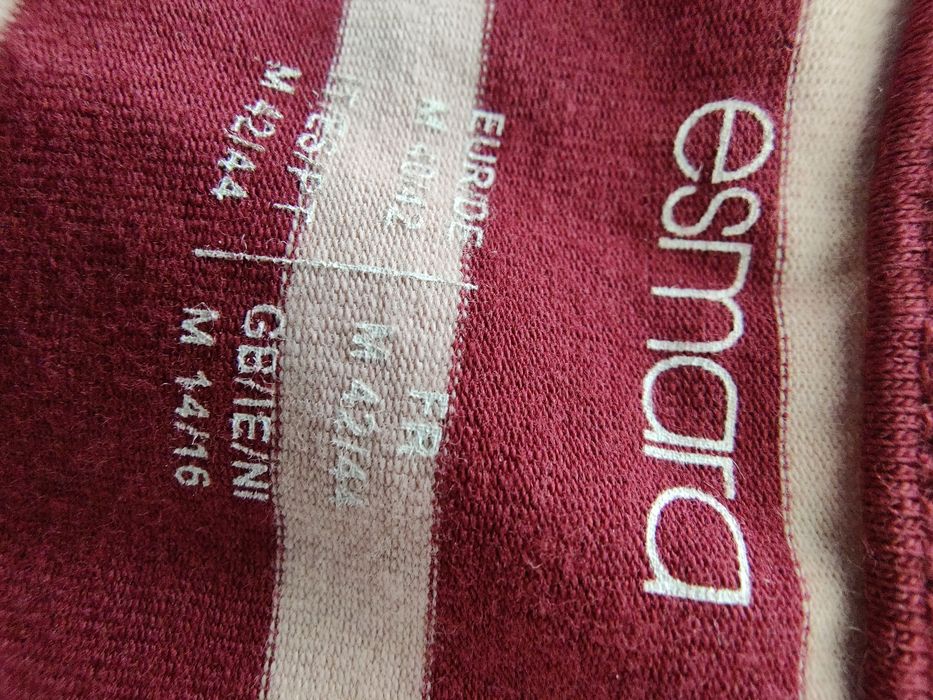 esmara
EUR/DE
M 40/42
FR
M 42/44
IT/ES/PT
M 42/44
GB/IE/NI
M 14/16